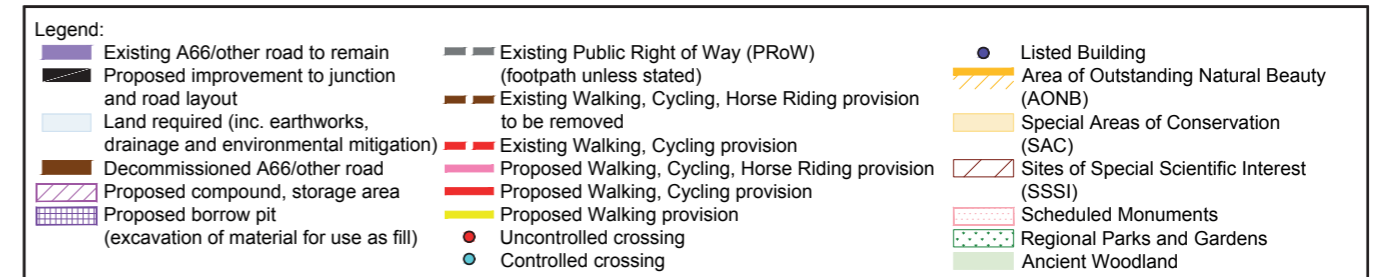 Legend:
Existing A66/other road to remain
Proposed improvement to junction
and road layout
Land required (inc. earthworks,
drainage and environmental mitigation)
Decommissioned A66/other road
Proposed compound, storage area
Proposed borrow pit
(excavation of material for use as fill)
Existing Public Right of Way (PRoW)
(footpath unless stated)
Existing Walking, Cycling, Horse Riding provision
to be removed
Existing Walking, Cycling provision
Proposed Walking, Cycling, Horse Riding provision
Proposed Walking, Cycling provision
Proposed Walking provision
Uncontrolled crossing
Controlled crossing
Listed Building
Area of Outstanding Natural Beauty
(AONB)
Special Areas of Conservation
(SAC)
Sites of Special Scientific Interest
(SSSI)
Scheduled Monuments
Regional Parks and Gardens
Ancient Woodland